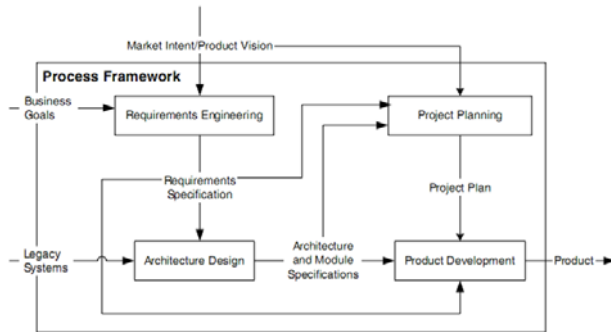 Market Intent/Product Vision
Process Framework
Business
Goals
Requirements Engineering
Project Planning
Requirements
Specification
Project Plan
Legacy
Systems
Architecture Design
Architecture
and Module
Specifications
Product Development
Product